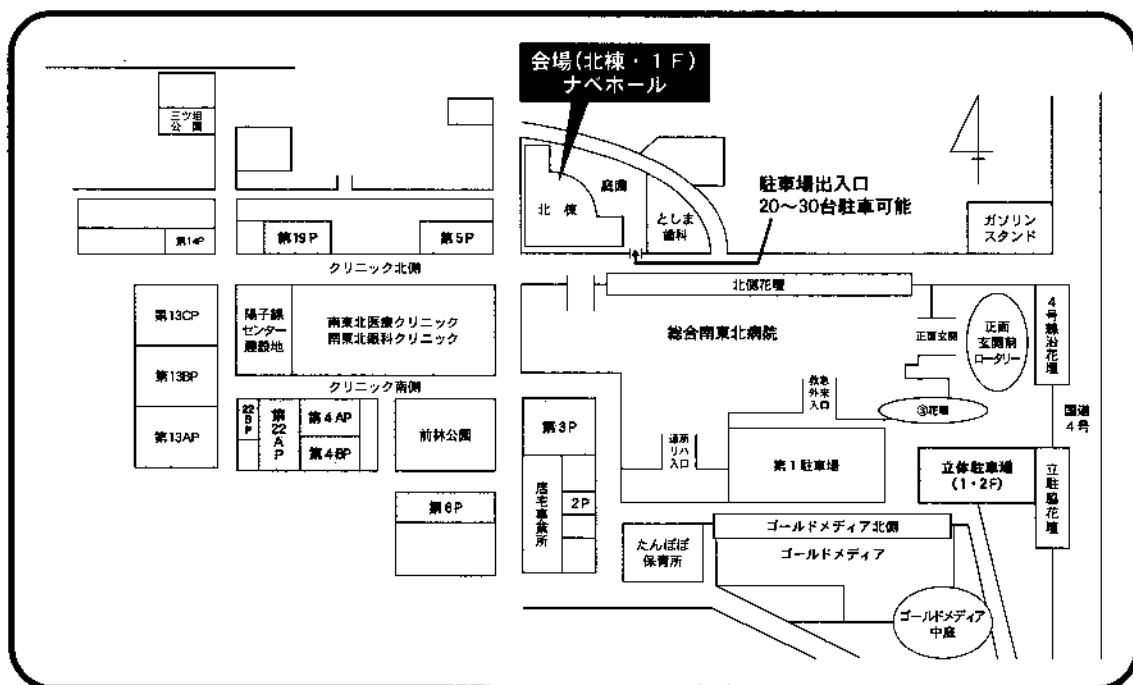 会場(北棟・1F)
ナベホール
三ツ坦
公園
庭園
北棟
としま
歯科
駐車場出入口
20〜30台駐車可能
ガソリン
スタンド
第14P
第19P
第5P
クリニック北側
北側花壇
第13CP
陽子線
センター
建設地
南東北医療クリニック
南東北眼科クリニック
総合南東北病院
正面玄関
正面
玄関前
ロータリー
4号線沿花壇
第13BP
クリニック南側
救急
外来
入口
③花壇
国道
4号
第13AP
22BP
第22AP
第4AP
第4BP
前林公園
第3P
通所
リハ
入口
第1駐車場
立体駐車場
(1・2F)
立駐脇花壇
第6P
居宅事業所
2P
たんぽぽ
保育所
ゴールドメディア北側
ゴールドメディア
ゴールドメディア
中庭